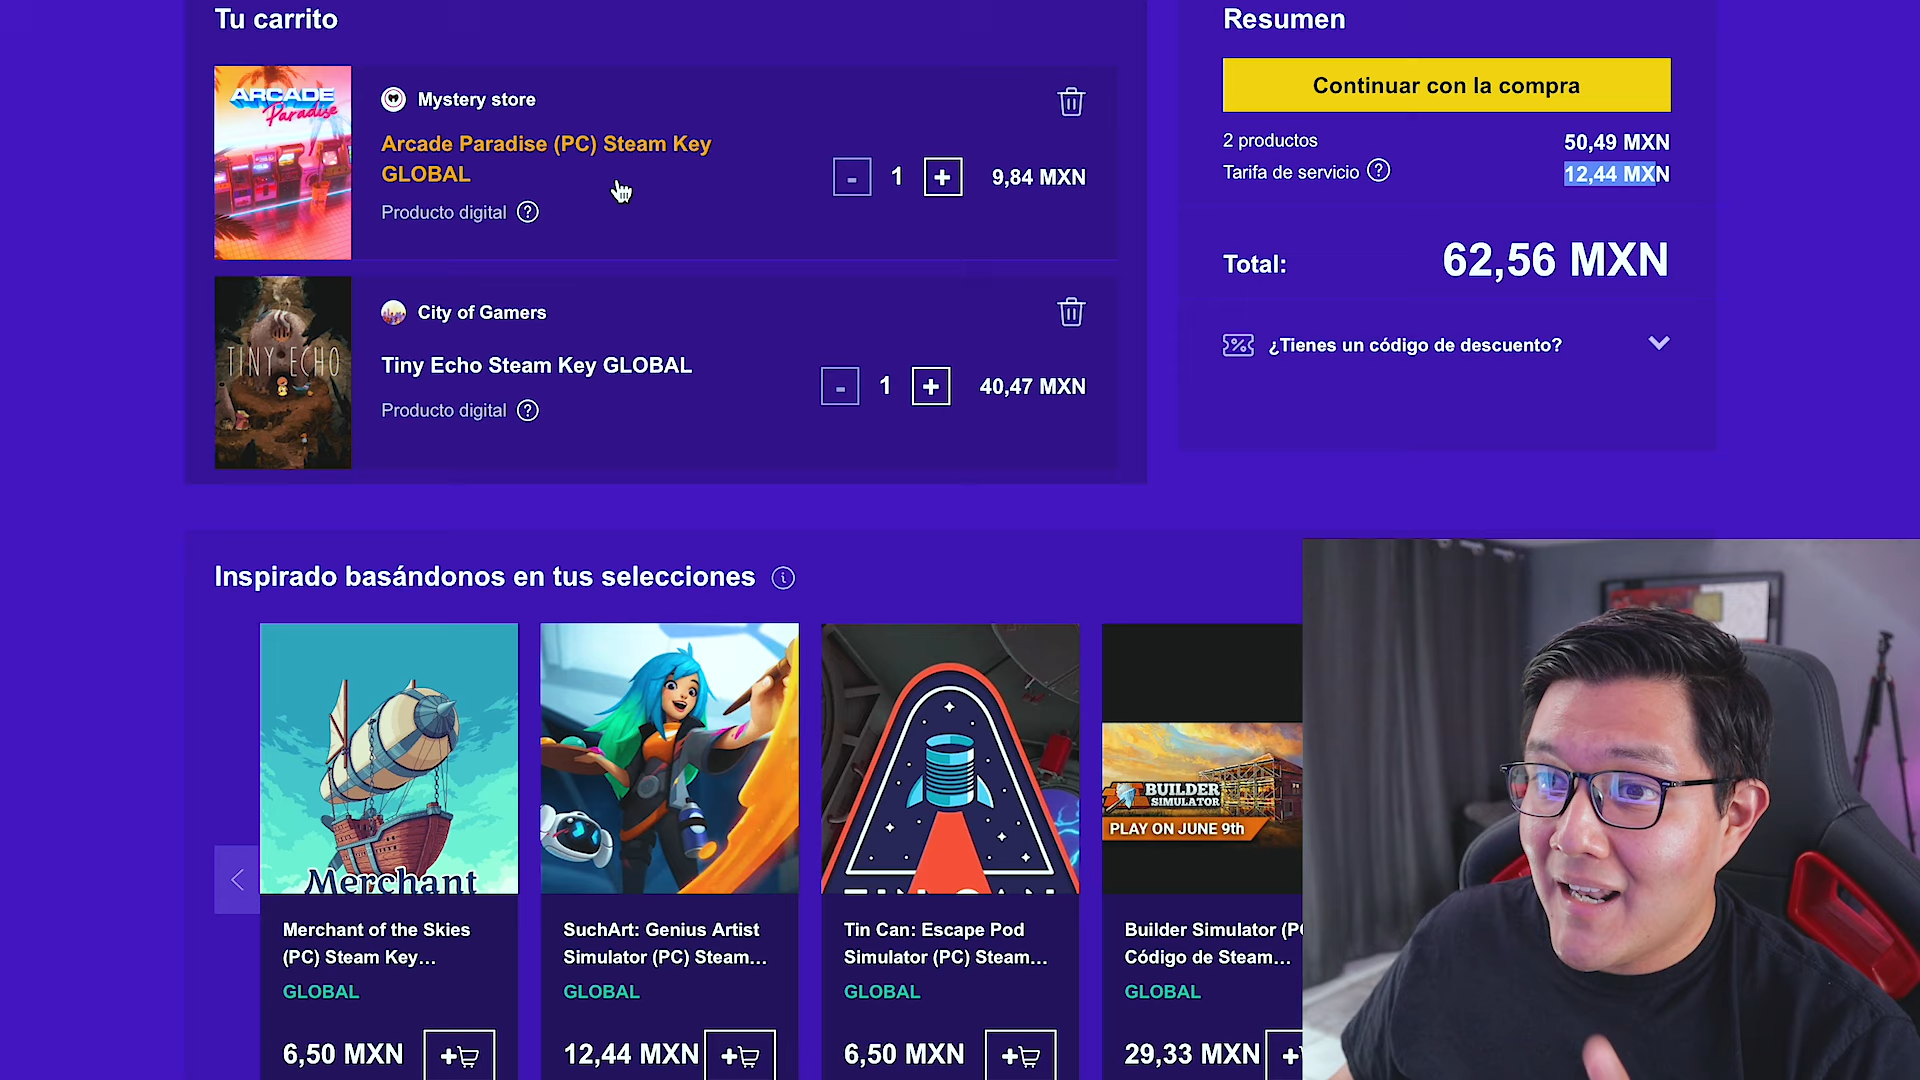 Tu carrito
ARCADE
Paradise
Mystery store
Arcade Paradise (PC) Steam Key
GLOBAL
Producto digital ?
- 1 + 9,84 MXN
TINY ECHO
City of Gamers
Tiny Echo Steam Key GLOBAL
Producto digital ?
- 1 + 40,47 MXN
Resumen
Continuar con la compra
2 productos 50,49 MXN
Tarifa de servicio ? 12,44 MXN
Total: 62,56 MXN
¿Tienes un código de descuento?
Inspirado basándonos en tus selecciones i
Merchant
Merchant of the Skies
(PC) Steam Key...
GLOBAL
6,50 MXN
SuchArt: Genius Artist
Simulator (PC) Steam...
GLOBAL
12,44 MXN
TIN CAN
Tin Can: Escape Pod
Simulator (PC) Steam...
GLOBAL
6,50 MXN
BUILDER
SIMULATOR
PLAY ON JUNE 9th
Builder Simulator (P
Código de Steam...
GLOBAL
29,33 MXN